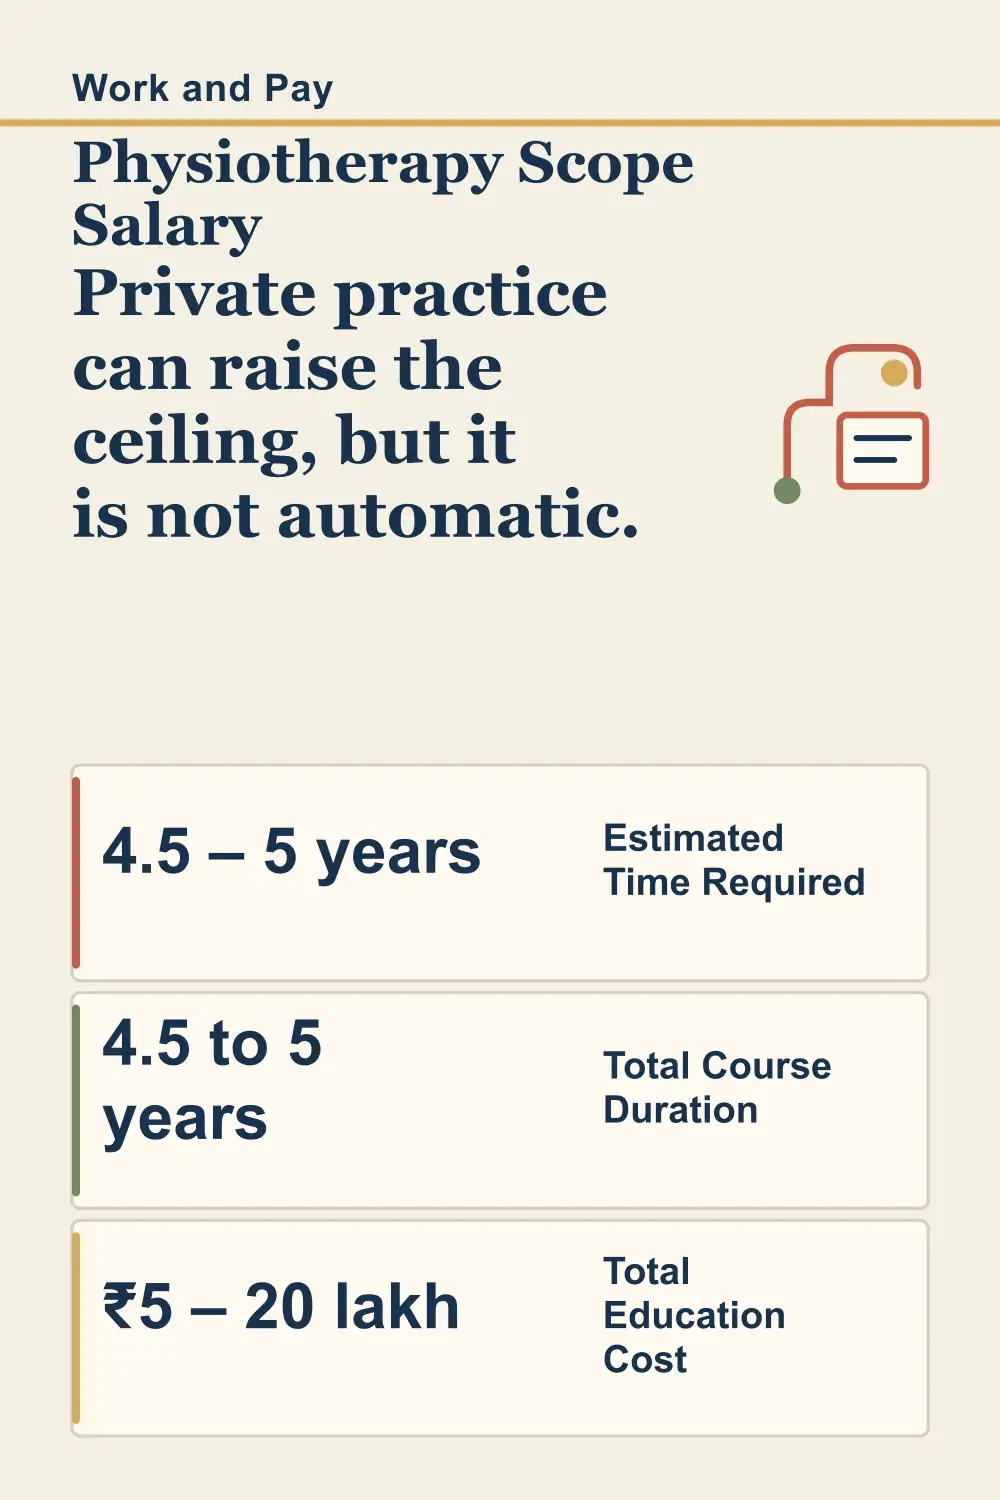 Work and Pay
Physiotherapy Scope
Salary
Private practice
can raise the
ceiling, but it
is not automatic.
4.5 – 5 years
Estimated
Time Required
4.5 to 5
years
Total Course
Duration
₹5 – 20 lakh
Total
Education
Cost